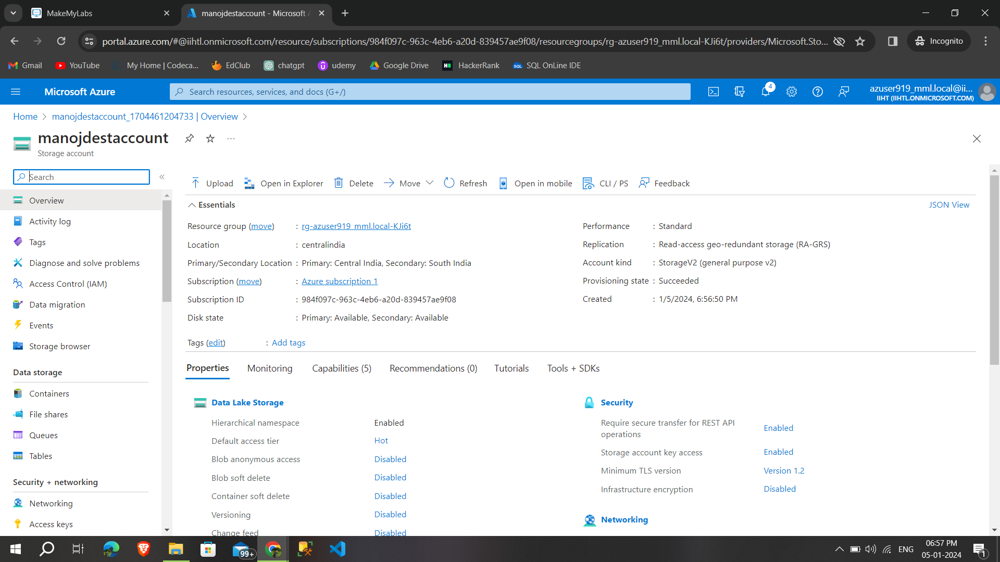 MakeMyLabs
manojdestaccount - Microsoft A
portal.azure.com/#@iihtl.onmicrosoft.com/resource/subscriptions/984f097c-963c-4eb6-a20d-839457ae9f08/resourcegroups/rg-azuser919_mml.local-KJi6t/providers/Microsoft.Sto...
Incognito
Gmail
YouTube
My Home | Codeca...
EdClub
chatgpt
udemy
Google Drive
HackerRank
SQL OnLine IDE
Microsoft Azure
Search resources, services, and docs (G+/)
4
azuser919_mml.local@ii...
IIHT (IIHTL.ONMICROSOFT.COM)
Home > manojdestaccount_1704461204733 | Overview >
manojdestaccount
Storage account
Search
Overview
Activity log
Tags
Diagnose and solve problems
Access Control (IAM)
Data migration
Events
Storage browser
Data storage
Containers
File shares
Queues
Tables
Security + networking
Networking
Access keys
Upload
Open in Explorer
Delete
Move
Refresh
Open in mobile
CLI / PS
Feedback
Essentials
JSON View
Resource group (move) : rg-azuser919_mml.local-KJi6t
Location : centralindia
Primary/Secondary Location : Primary: Central India, Secondary: South India
Subscription (move) : Azure subscription 1
Subscription ID : 984f097c-963c-4eb6-a20d-839457ae9f08
Disk state : Primary: Available, Secondary: Available
Performance : Standard
Replication : Read-access geo-redundant storage (RA-GRS)
Account kind : StorageV2 (general purpose v2)
Provisioning state : Succeeded
Created : 1/5/2024, 6:56:50 PM
Tags (edit) : Add tags
Properties
Monitoring
Capabilities (5)
Recommendations (0)
Tutorials
Tools + SDKs
Data Lake Storage
Hierarchical namespace Enabled
Default access tier Hot
Blob anonymous access Disabled
Blob soft delete Disabled
Container soft delete Disabled
Versioning Disabled
Change feed Disabled
Security
Require secure transfer for REST API
operations Enabled
Storage account key access Enabled
Minimum TLS version Version 1.2
Infrastructure encryption Disabled
Networking
99+
ENG
06:57 PM
05-01-2024
1